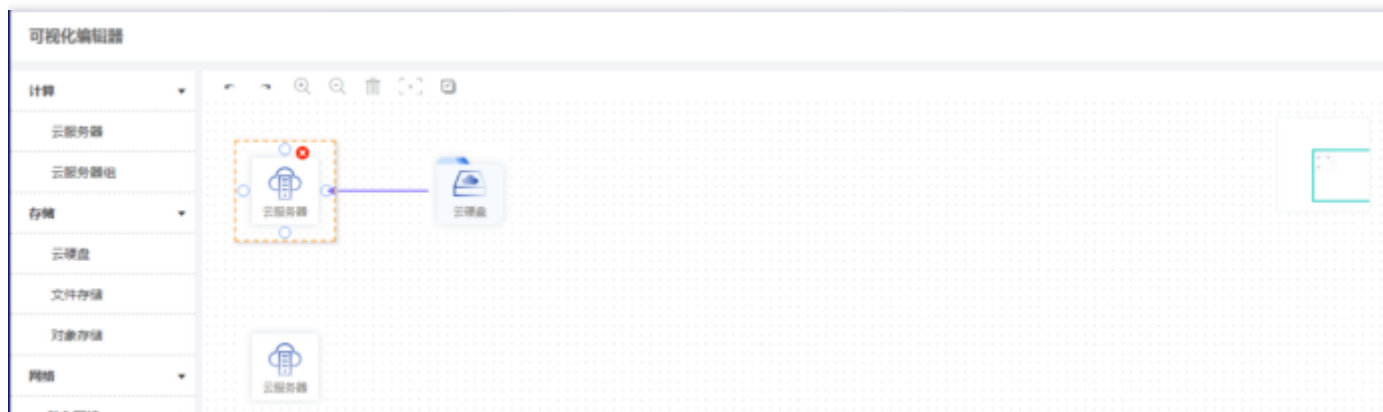 可视化编辑器
计算
云服务器
云服务器组
存储
云硬盘
文件存储
对象存储
网络
云服务器
云硬盘
云服务器